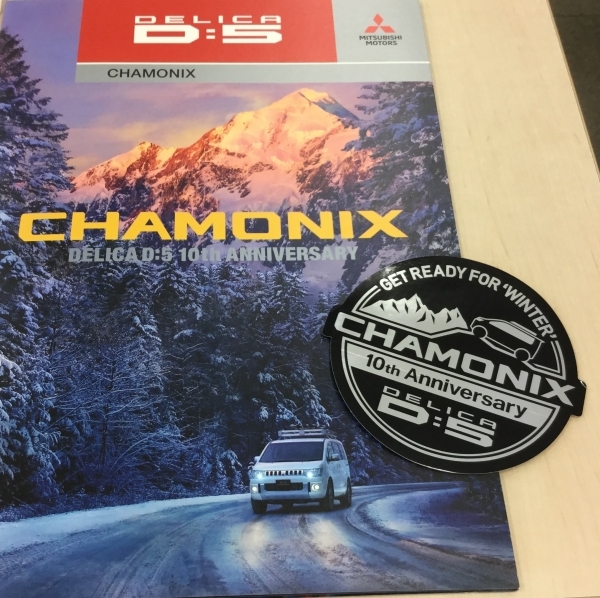 DELICA
D:5
MITSUBISHI
MOTORS
CHAMONIX
CHAMONIX
DELICA D:5 10th ANNIVERSARY
GET READY FOR 'WINTER'
CHAMONIX
10th Anniversary
DELICA
D:5